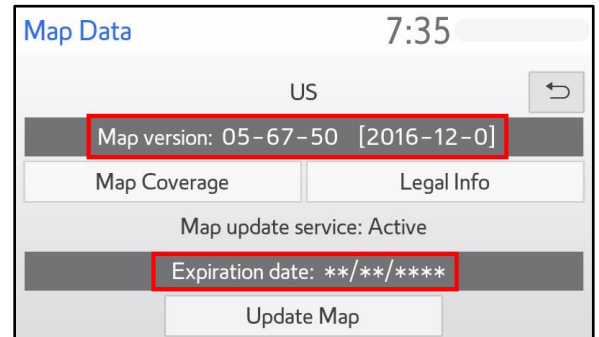 Map Data 7:35
US
Map version: 05-67-50 [2016-12-0]
Map Coverage Legal Info
Map update service: Active
Expiration date: **/**/****
Update Map